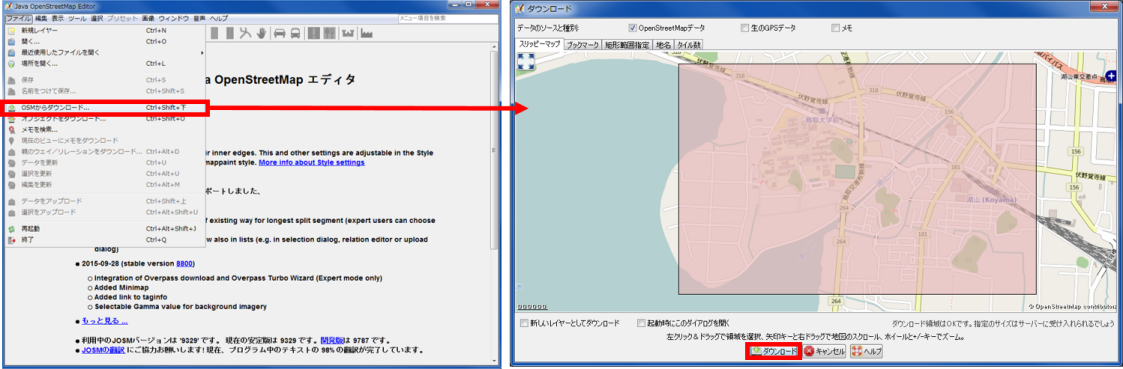 Java OpenStreetMap Editor
ファイル 編集 表示 ツール 選択 プリセット 画像 ウィンドウ 音声 ヘルプ
メニュー項目を検索
新規レイヤー Ctrl+N
開く... Ctrl+O
最近使用したファイルを開く
場所を開く... Ctrl+L
保存 Ctrl+S
名前をつけて保存... Ctrl+Shift+S
OSMからダウンロード... Ctrl+Shift+下
オブジェクトをダウンロード... Ctrl+Shift+O
メモを検索...
現在のビューにメモをダウンロード
親のウェイ/リレーションをダウンロード... Ctrl+Alt+D
データを更新 Ctrl+U
選択を更新 Ctrl+Alt+U
編集を更新 Ctrl+Alt+M
データをアップロード Ctrl+Shift+上
選択をアップロード Ctrl+Alt+Shift+U
再起動 Ctrl+Alt+Shift+J
終了 Ctrl+Q
a OpenStreetMap エディタ
ir inner edges. This and other settings are adjustable in the Style
mappaint style. More info about Style settings
ポートしました。
f existing way for longest split segment (expert users can choose
w also in lists (e.g. in selection dialog, relation editor or upload
dialog)
2015-09-28 (stable version 8800)
Integration of Overpass download and Overpass Turbo Wizard (Expert mode only)
Added Minimap
Added link to taginfo
Selectable Gamma value for background imagery
もっと見る ...
利用中のJOSMバージョンは '9329' です。 現在の安定版は 9329 です。開発版は 9787 です。
JOSMの翻訳 にご協力お願いします! 現在、プログラム中のテキストの 98% の翻訳が完了しています。
ダウンロード
データのソースと種別: OpenStreetMapデータ 生のGPSデータ メモ
スリッピーマップ ブックマーク 矩形範囲指定 地名 タイル数
318
318
伏野覚寺線
伏野覚寺線
318
湖山東交差点
156
181
伏野覚寺線
156
湖山 (Koyama)
264
181
264
© OpenStreetMap contributors
新しいレイヤーとしてダウンロード 起動時にこのダイアログを開く
ダウンロード領域はOKです。指定のサイズはサーバーに受け入れられるでしょう
左クリック&ドラッグで領域を選択、矢印キーと右ドラッグで地図のスクロール、ホイールと+/-キーでズーム。
ダウンロード キャンセル ヘルプ